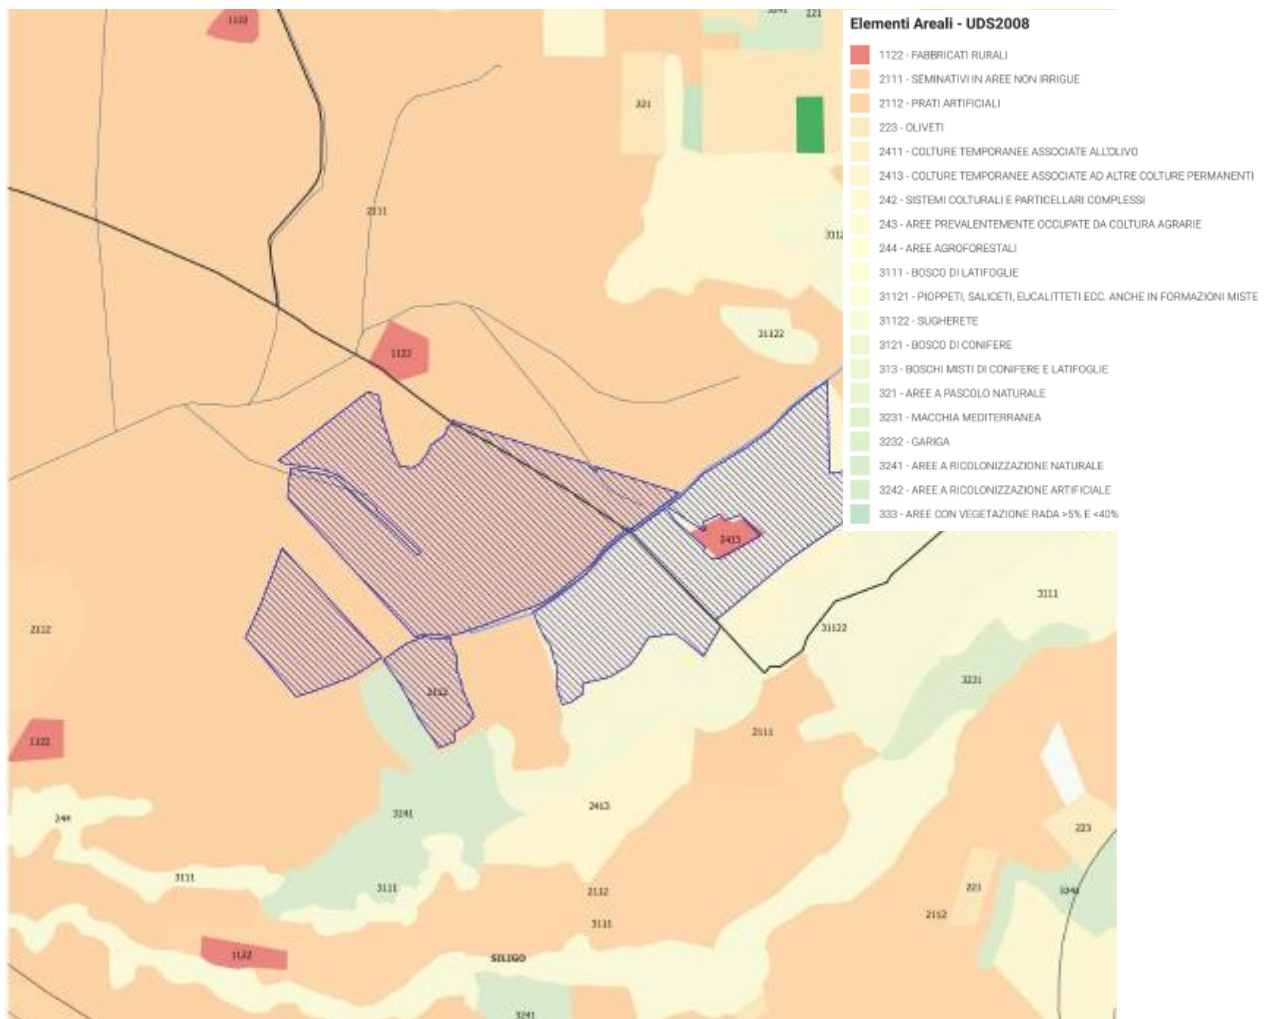 Elementi Areali - UDS2008
1122 - FABBRICATI RURALI
2111 - SEMINATIVI IN AREE NON IRRIGUE
2112 - PRATI ARTIFICIALI
223 - OLIVETI
2411 - COLTURE TEMPORANEE ASSOCIATE ALL'OLIVO
2413 - COLTURE TEMPORANEE ASSOCIATE AD ALTRE COLTURE PERMANENTI
242 - SISTEMI COLTURALI E PARTICELLARI COMPLESSI
243 - AREE PREVALENTEMENTE OCCUPATE DA COLTURA AGRARIE
244 - AREE AGROFORESTALI
3111 - BOSCO DI LATIFOGLIE
31121 - PIOPPETI, SALICETI, EUCALITTETI ECC. ANCHE IN FORMAZIONI MISTE
31122 - SUGHERETE
3121 - BOSCO DI CONIFERE
313 - BOSCHI MISTI DI CONIFERE E LATIFOGLIE
321 - AREE A PASCOLO NATURALE
3231 - MACCHIA MEDITERRANEA
3232 - GARIGA
3241 - AREE A RICOLONIZZAZIONE NATURALE
3242 - AREE A RICOLONIZZAZIONE ARTIFICIALE
333 - AREE CON VEGETAZIONE RADA >5% E <40%
1122
3241
221
221
2111
3112
31122
1122
2413
3111
2112
31122
3231
2112
2111
1122
2413
244
3241
223
3111
3111
2112
221
3241
2112
3111
1122
SILIGO
3241